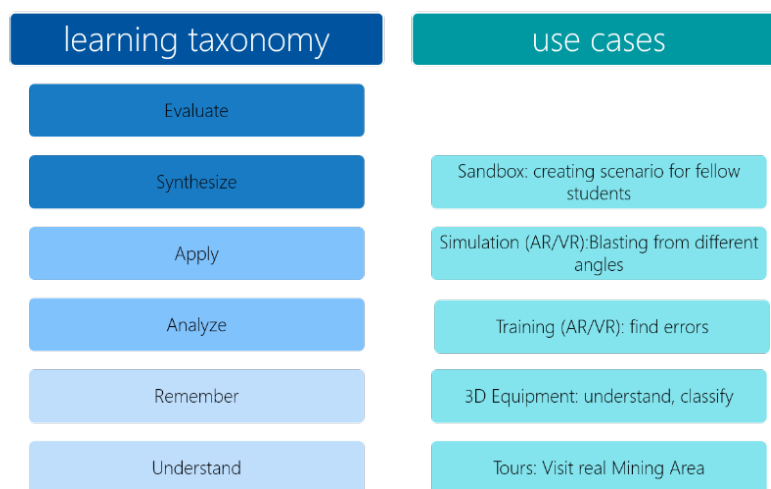 learning taxonomy
use cases
Evaluate
Synthesize
Sandbox: creating scenario for fellow
students
Apply
Simulation (AR/VR):Blasting from different
angles
Analyze
Training (AR/VR): find errors
Remember
3D Equipment: understand, classify
Understand
Tours: Visit real Mining Area